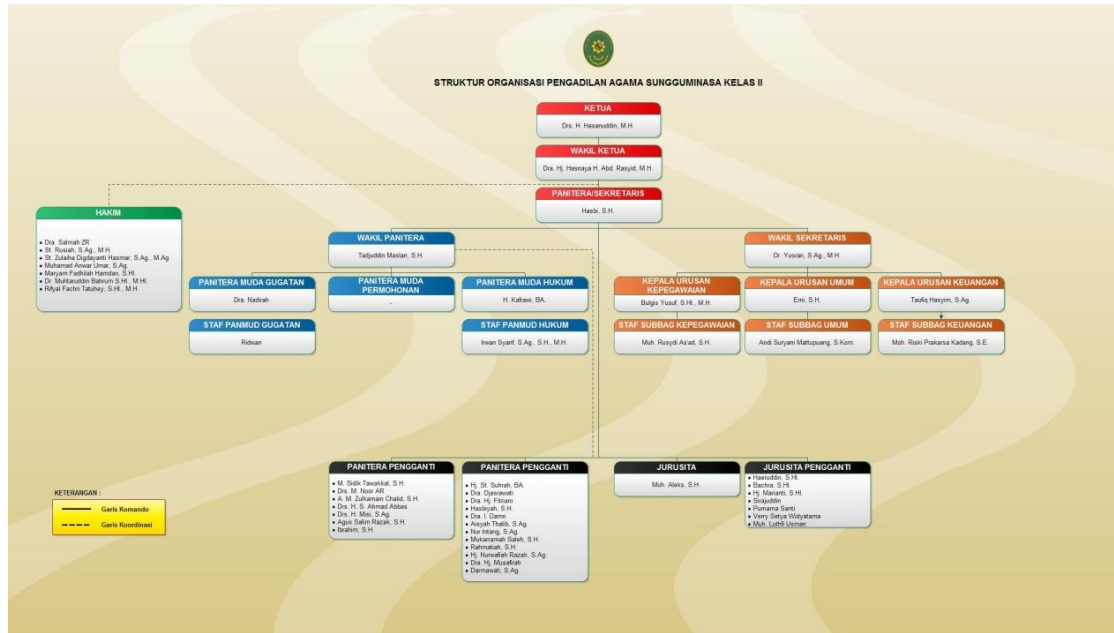 STRUKTUR ORGANISASI PENGADILAN AGAMA SUNGGUMINASA KELAS II
KETUA
Drs. H. Hasanuddin, M.H.
WAKIL KETUA
Dra. Hj. Hasnaya H. Abd. Rasyid, M.H.
PANITERA/SEKRETARIS
Hasbi, S.H.
HAKIM
• Dra. Salmah ZR
• St. Rusiah, S.Ag., M.H.
• St. Zulaiha Digdayanti Hasmar, S.Ag., M.Ag
• Muhamad Anwar Umar, S.Ag.
• Maryam Fadhilah Hamdan, S.HI.
• Dr. Muhtaruddin Bahrum S.HI., M.HI.
• Rifyal Fachri Tatuhey, S.HI., M.H.
WAKIL PANITERA
Tadjuddin Maslan, S.H.
WAKIL SEKRETARIS
Dr. Yusran, S.Ag., M.H.
PANITERA MUDA GUGATAN
Dra. Nadirah
PANITERA MUDA
PERMOHONAN
-
PANITERA MUDA HUKUM
H. Kafrawi, BA.
KEPALA URUSAN
KEPEGAWAIAN
Bulgis Yusuf, S.HI., M.H.
KEPALA URUSAN UMUM
Erni, S.H.
KEPALA URUSAN KEUANGAN
Taufiq Hasyim, S.Ag.
STAF PANMUD GUGATAN
Ridwan
STAF PANMUD HUKUM
Irwan Syarif, S.Ag., S.H., M.H.
STAF SUBBAG KEPEGAWAIAN
Muh. Rusydi As'ad, S.H.
STAF SUBBAG UMUM
Andi Suryani Mattupuang, S.Kom.
STAF SUBBAG KEUANGAN
Moh. Riski Prakarsa Kadang, S.E.
PANITERA PENGGANTI
• M. Sidik Tawakkal, S.H.
• Drs. M. Noor AR
• A. M. Zulkarnain Chalid, S.H.
• Drs. H. S. Ahmad Abbas
• Drs. H. Misi, S.Ag.
• Agus Salim Razak, S.H.
• Ibrahim, S.H.
PANITERA PENGGANTI
• Hj. St. Suhrah, BA.
• Dra. Djasrawati
• Dra. Hj. Fitriani
• Hasbiyah, S.H.
• Dra. I. Damri
• Aisyah Thalib, S.Ag.
• Nur Intang, S.Ag.
• Mukarramah Saleh, S.H.
• Rahmatiah, S.H.
• Hj. Nurwafiah Razak, S.Ag.
• Dra. Hj. Musafirah
• Darmawati, S.Ag.
JURUSITA
Muh. Aleks, S.H.
JURUSITA PENGGANTI
• Haeruddin, S.HI.
• Bachra, S.HI.
• Hj. Marianti, S.HI.
• Sirajuddin
• Purnama Santi
• Verry Setya Widyatama
• Muh. Luthfi Usman
KETERANGAN :
Garis Komando
Garis Koordinasi